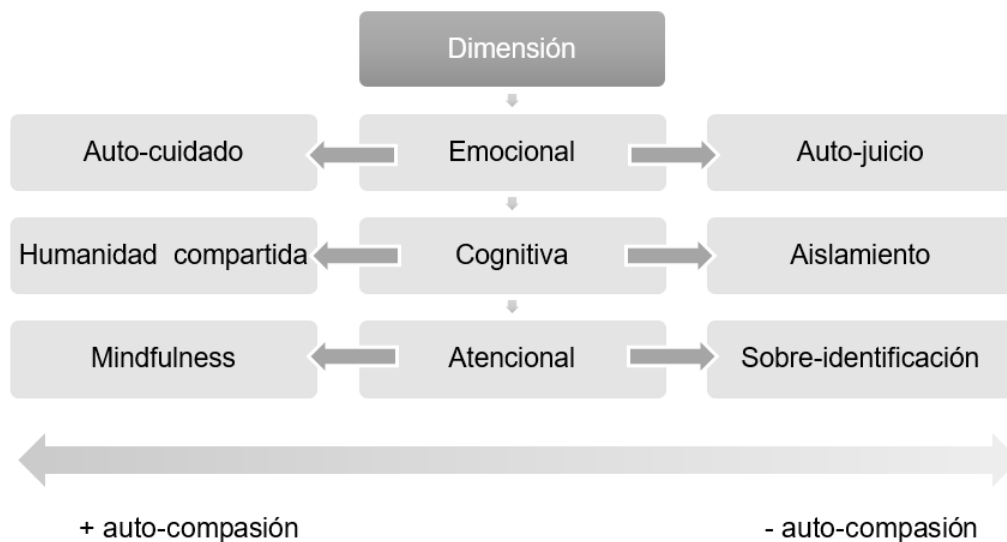 Dimensión
Auto-cuidado
Emocional
Auto-juicio
Humanidad compartida
Cognitiva
Aislamiento
Mindfulness
Atencional
Sobre-identificación
+ auto-compasión
- auto-compasión